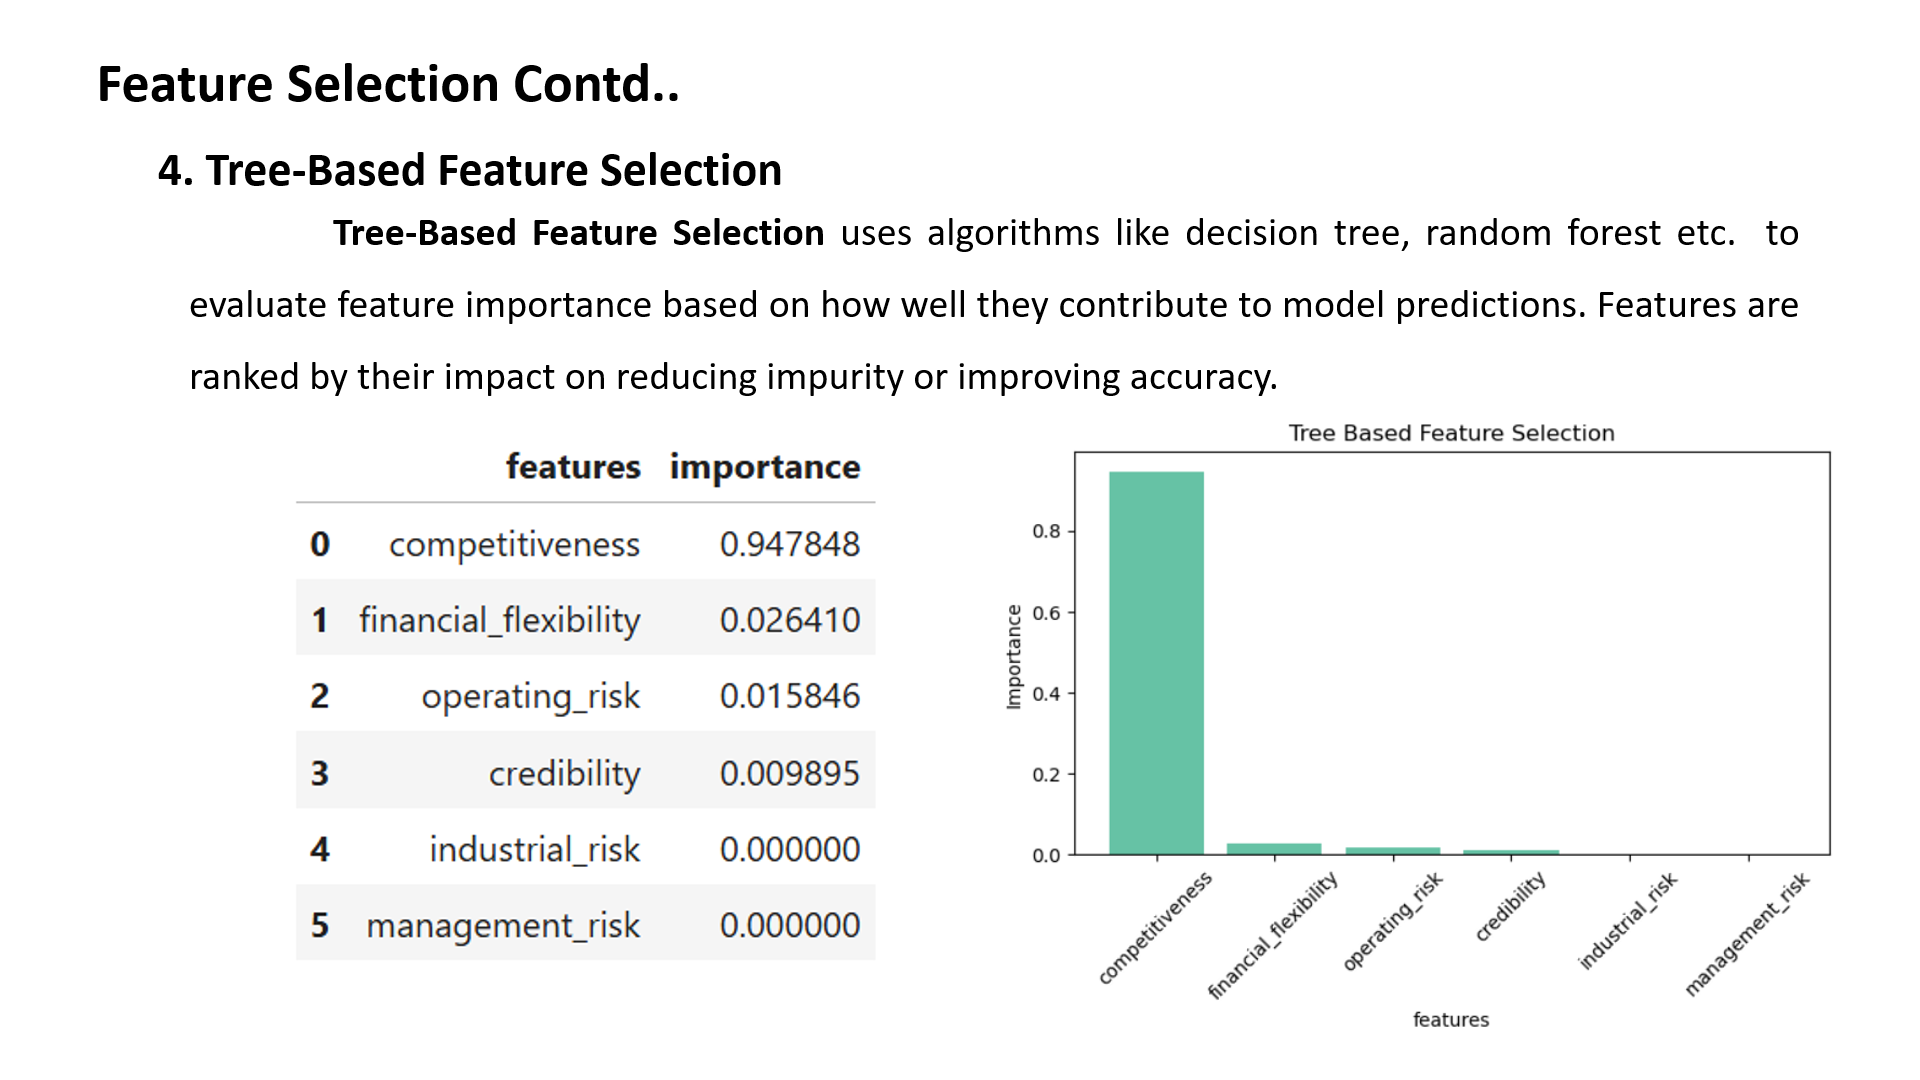 Feature Selection Contd..
4. Tree-Based Feature Selection
Tree-Based Feature Selection uses algorithms like decision tree, random forest etc.  to
evaluate feature importance based on how well they contribute to model predictions. Features are
ranked by their impact on reducing impurity or improving accuracy.
features importance
0 competitiveness 0.947848
1 financial_flexibility 0.026410
2 operating_risk 0.015846
3 credibility 0.009895
4 industrial_risk 0.000000
5 management_risk 0.000000
Tree Based Feature Selection
Importance
0.8
0.6
0.4
0.2
0.0
competitiveness
financial_flexibility
operating_risk
credibility
industrial_risk
management_risk
features